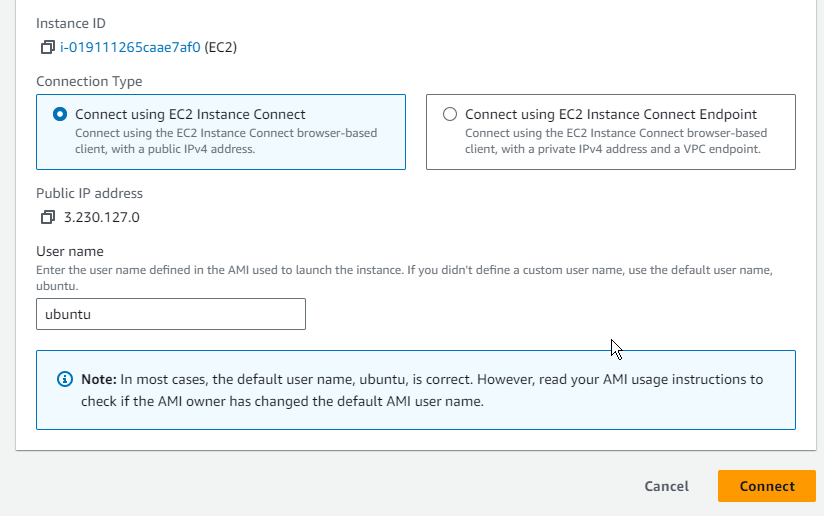 Instance ID
i-019111265caae7af0 (EC2)
Connection Type
Connect using EC2 Instance Connect
Connect using the EC2 Instance Connect browser-based
client, with a public IPv4 address.
Connect using EC2 Instance Connect Endpoint
Connect using the EC2 Instance Connect browser-based
client, with a private IPv4 address and a VPC endpoint.
Public IP address
3.230.127.0
User name
Enter the user name defined in the AMI used to launch the instance. If you didn't define a custom user name, use the default user name,
ubuntu.
ubuntu
Note: In most cases, the default user name, ubuntu, is correct. However, read your AMI usage instructions to
check if the AMI owner has changed the default AMI user name.
Cancel
Connect